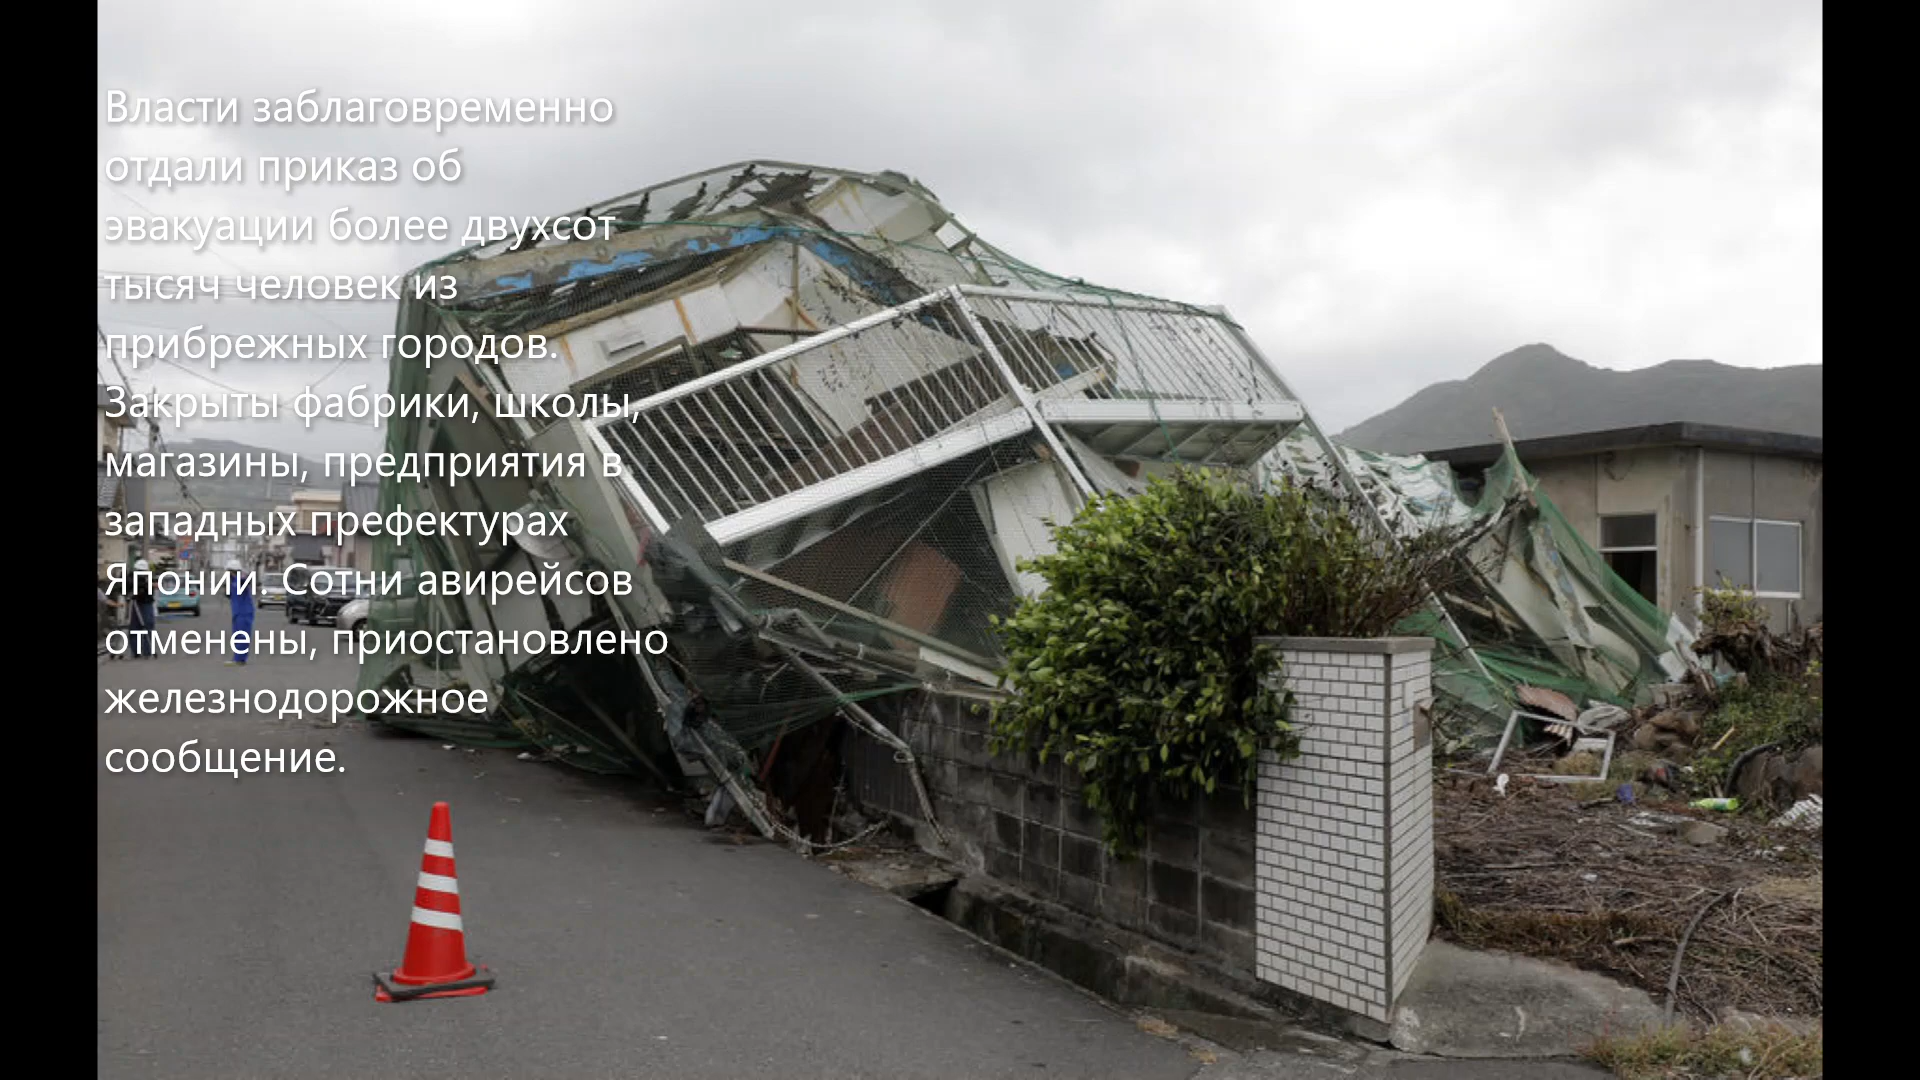 Власти заблаговременно
отдали приказ об
эвакуации более двухсот
тысяч человек из
прибрежных городов.
Закрыты фабрики, школы,
магазины, предприятия в
западных префектурах
Японии. Сотни авирейсов
отменены, приостановлено
железнодорожное
сообщение.